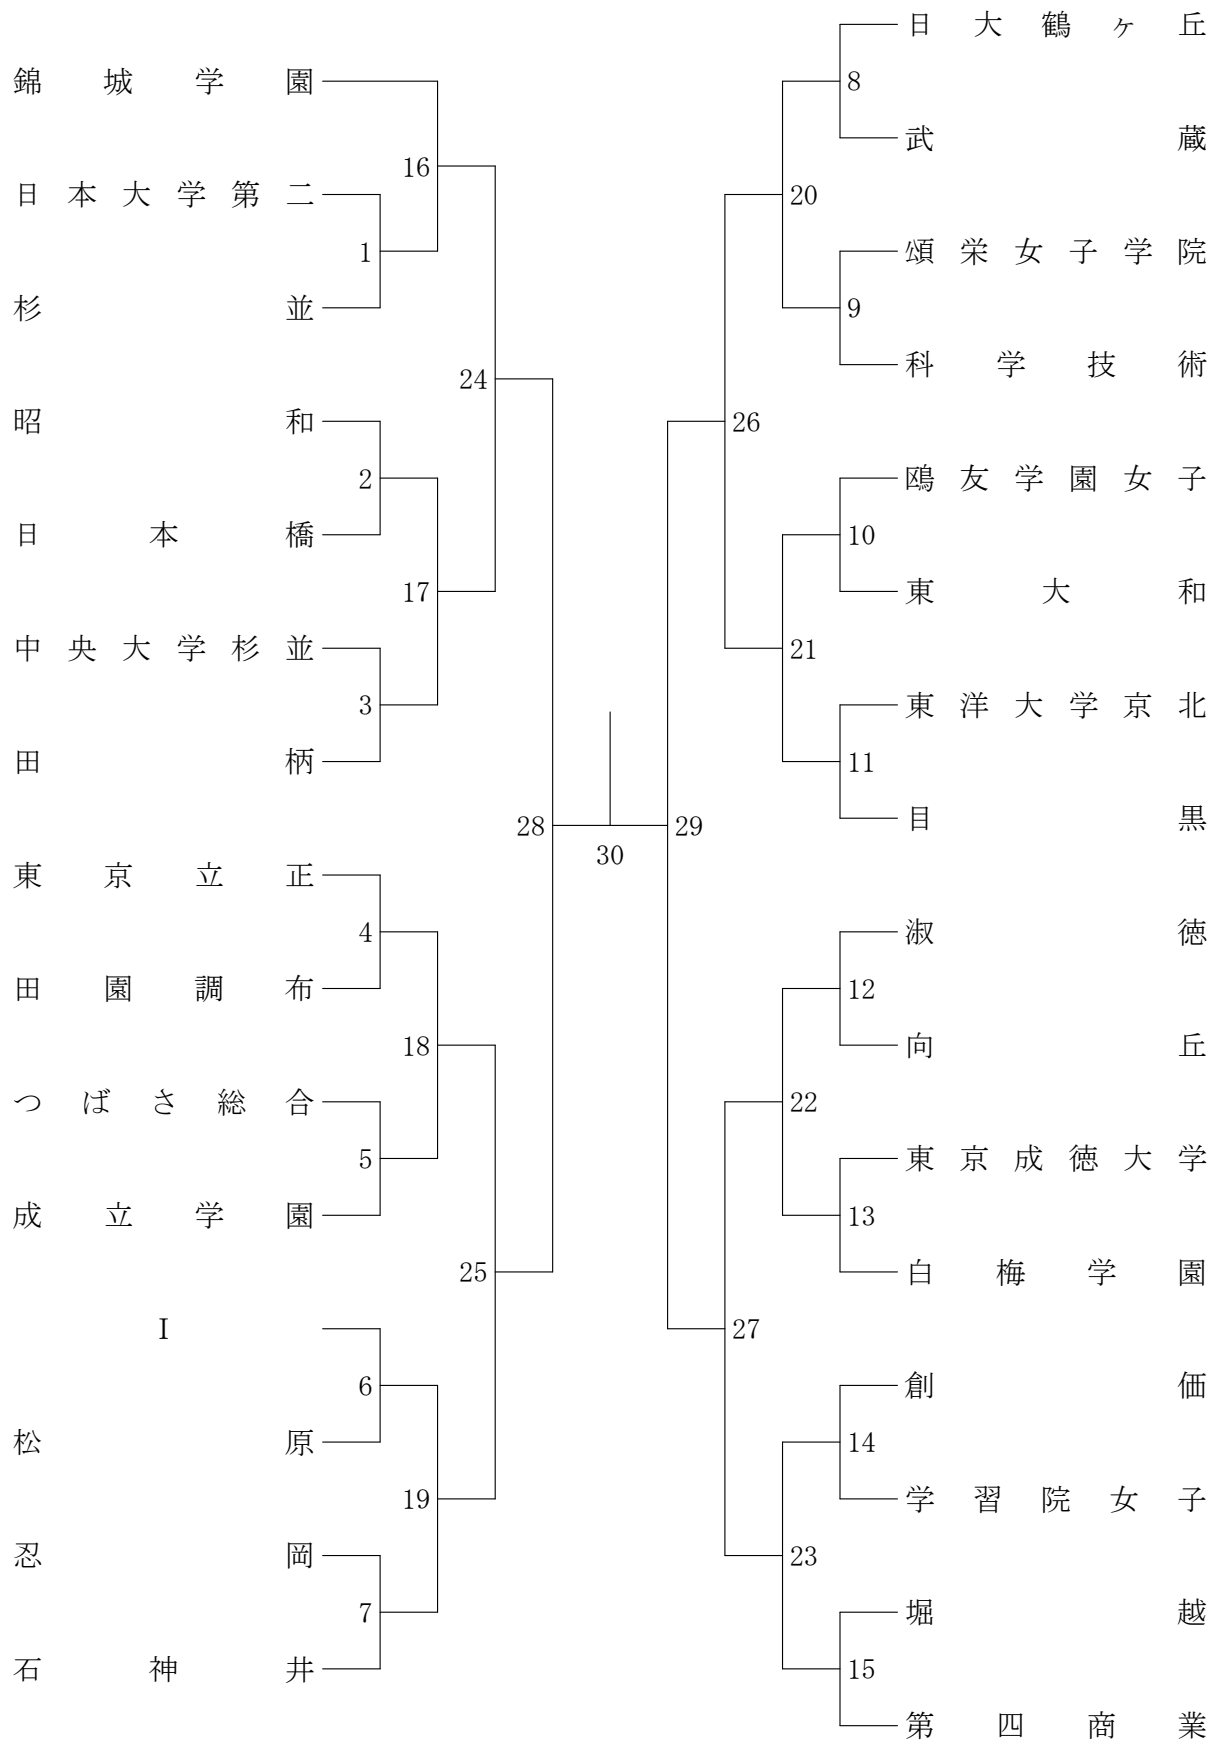 錦城学園
日本大学第二
杉並
昭和
日本橋
中央大学杉並
田柄
東京立正
田園調布
つばさ総合
成立学園
I
松原
忍岡
石神井
1
2
3
4
5
6
7
16
17
18
19
24
25
28
30
29
26
27
20
21
22
23
8
9
10
11
12
13
14
15
日大鶴ヶ丘
武蔵
頌栄女子学院
科学技術
鴎友学園女子
東大和
東洋大学京北
目黒
淑徳
向丘
東京成徳大学
白梅学園
創価
学習院女子
堀越
第四商業